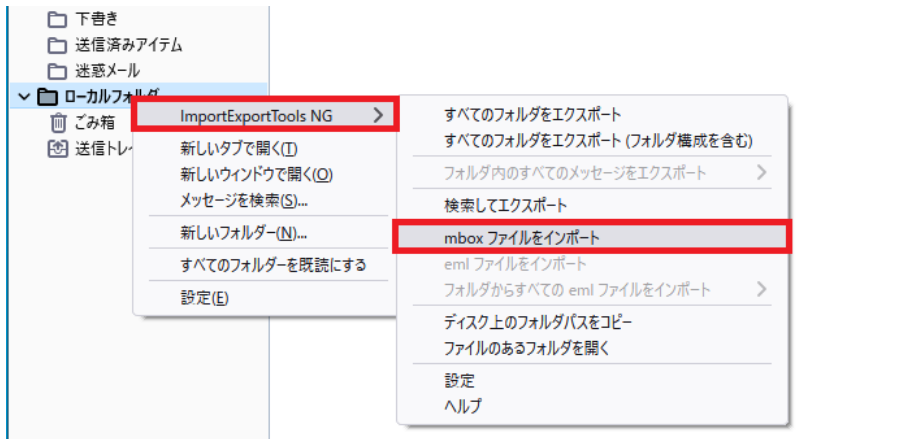 下書き
送信済みアイテム
迷惑メール
ローカルフォルダ
ごみ箱
送信トレイ
ImportExportTools NG
新しいタブで開く(T)
新しいウィンドウで開く(O)
メッセージを検索(S)...
新しいフォルダー(N)...
すべてのフォルダーを既読にする
設定(E)
すべてのフォルダをエクスポート
すべてのフォルダをエクスポート (フォルダ構成を含む)
フォルダ内のすべてのメッセージをエクスポート
検索してエクスポート
mbox ファイルをインポート
eml ファイルをインポート
フォルダからすべての eml ファイルをインポート
ディスク上のフォルダパスをコピー
ファイルのあるフォルダを開く
設定
ヘルプ